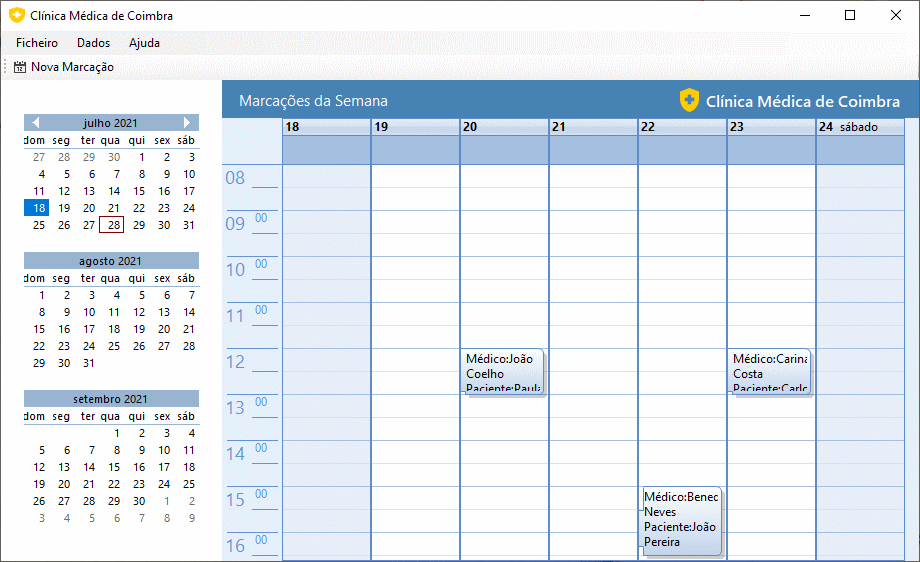 Clínica Médica de Coimbra
Ficheiro Dados Ajuda
Nova Marcação
julho 2021
dom seg ter qua qui sex sáb
27 28 29 30 1 2 3
4 5 6 7 8 9 10
11 12 13 14 15 16 17
18 19 20 21 22 23 24
25 26 27 28 29 30 31
agosto 2021
dom seg ter qua qui sex sáb
1 2 3 4 5 6 7
8 9 10 11 12 13 14
15 16 17 18 19 20 21
22 23 24 25 26 27 28
29 30 31
setembro 2021
dom seg ter qua qui sex sáb
1 2 3 4
5 6 7 8 9 10 11
12 13 14 15 16 17 18
19 20 21 22 23 24 25
26 27 28 29 30 1 2
3 4 5 6 7 8 9
Marcações da Semana
Clínica Médica de Coimbra
18 19 20 21 22 23 24 sábado
08
09 00
10 00
11 00
12
Médico:João
Coelho
Paciente:Paula
Médico:Carina
Costa
Paciente:Carlo
13 00
14 00
15 00
Médico:Bened
Neves
Paciente:João
Pereira
16 00